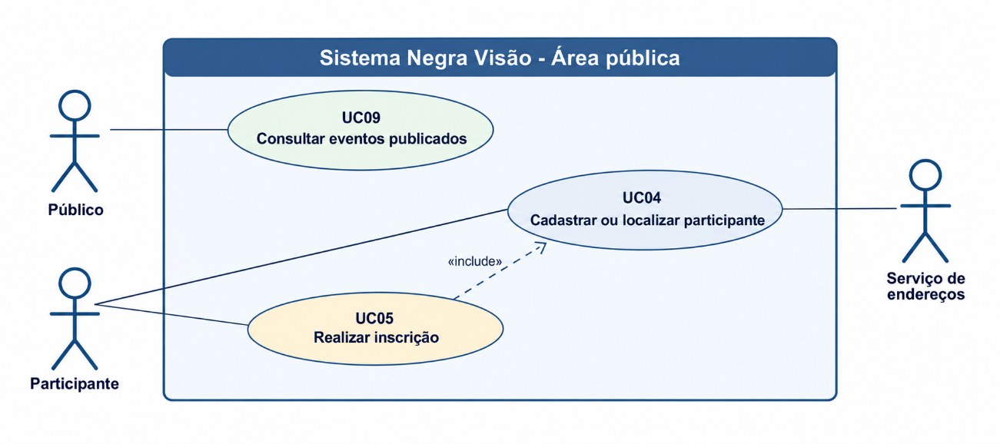 Sistema Negra Visão - Área pública
UC09
Consultar eventos publicados
Público
UC04
Cadastrar ou localizar participante
«include»
Serviço de
endereços
UC05
Realizar inscrição
Participante